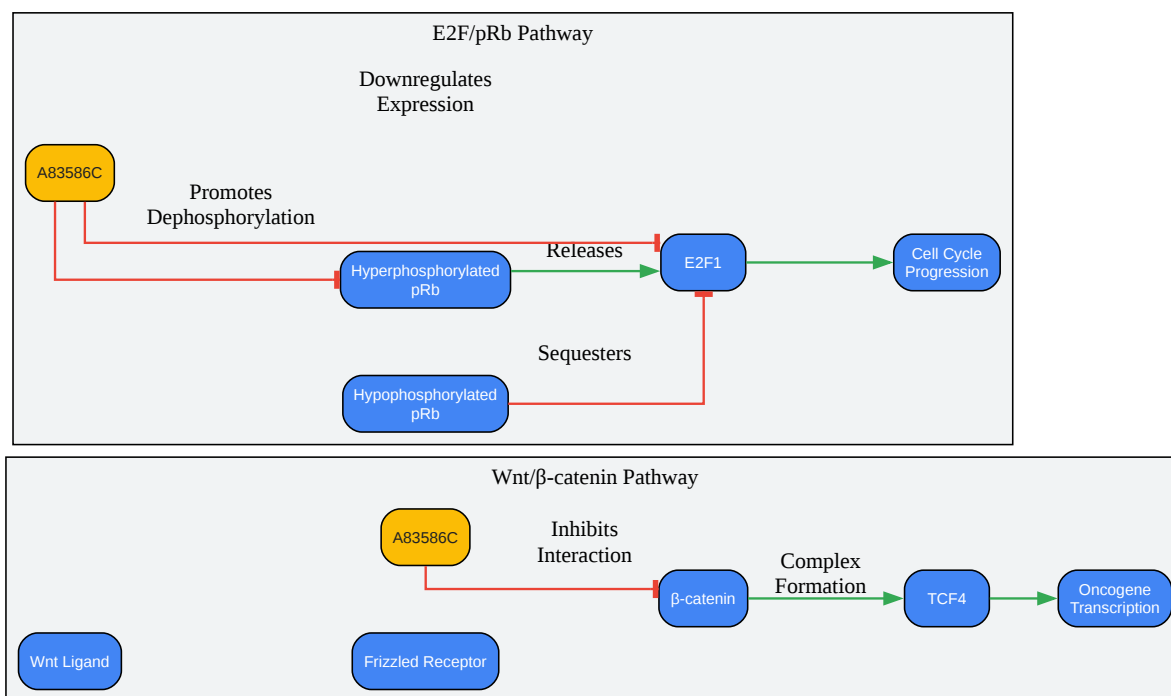 E2F/pRb Pathway
Downregulates
Expression
A83586C
Promotes
Dephosphorylation
Releases
Hyperphosphorylated
pRb
E2F1
Cell Cycle
Progression
Sequesters
Hypophosphorylated
pRb
Wnt/β-catenin Pathway
A83586C
Inhibits
Interaction
Complex
Formation
β-catenin
TCF4
Oncogene
Transcription
Wnt Ligand
Frizzled Receptor